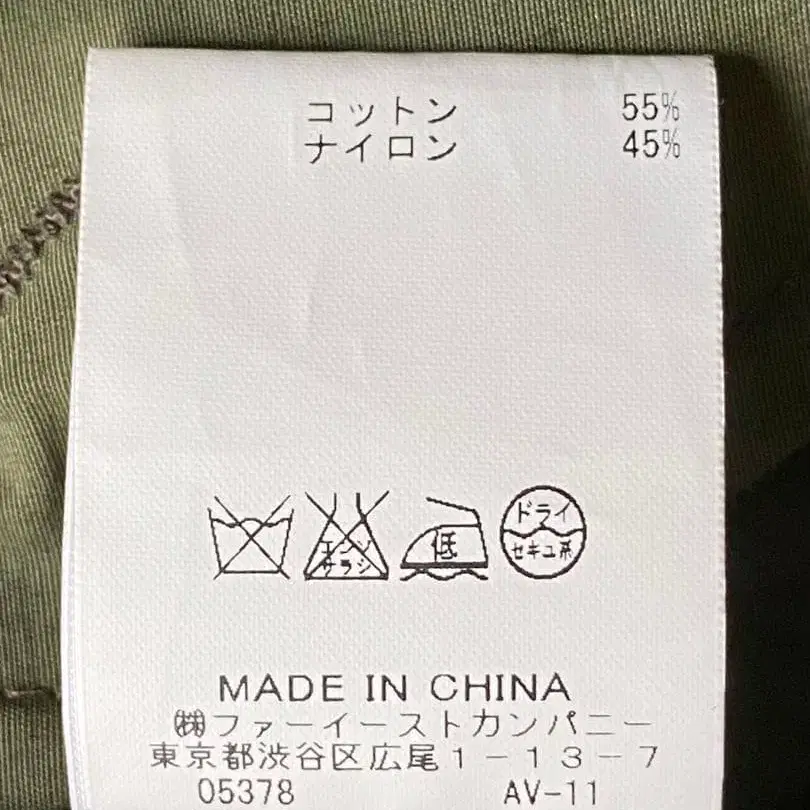 コットン 55%
ナイロン 45%
エンソ
サラシ
低
ドライ
セキユ系
MADE IN CHINA
㈱ファーイーストカンパニー
東京都渋谷区広尾1-13-7
05378 AV-11